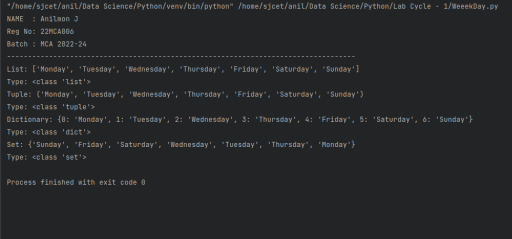 "/home/sjcet/anil/Data Science/Python/venv/bin/python" /home/sjcet/anil/Data Science/Python/Lab Cycle - 1/WeeekDay.py
NAME  : Anilmon J
Reg No: 22MCA006
Batch : MCA 2022-24
--------------------------------------------------------------------------------
List: ['Monday', 'Tuesday', 'Wednesday', 'Thursday', 'Friday', 'Saturday', 'Sunday']
Type: <class 'list'>
Tuple: ('Monday', 'Tuesday', 'Wednesday', 'Thursday', 'Friday', 'Saturday', 'Sunday')
Type: <class 'tuple'>
Dictionary: {0: 'Monday', 1: 'Tuesday', 2: 'Wednesday', 3: 'Thursday', 4: 'Friday', 5: 'Saturday', 6: 'Sunday'}
Type: <class 'dict'>
Set: {'Sunday', 'Friday', 'Saturday', 'Wednesday', 'Tuesday', 'Thursday', 'Monday'}
Type: <class 'set'>
Process finished with exit code 0